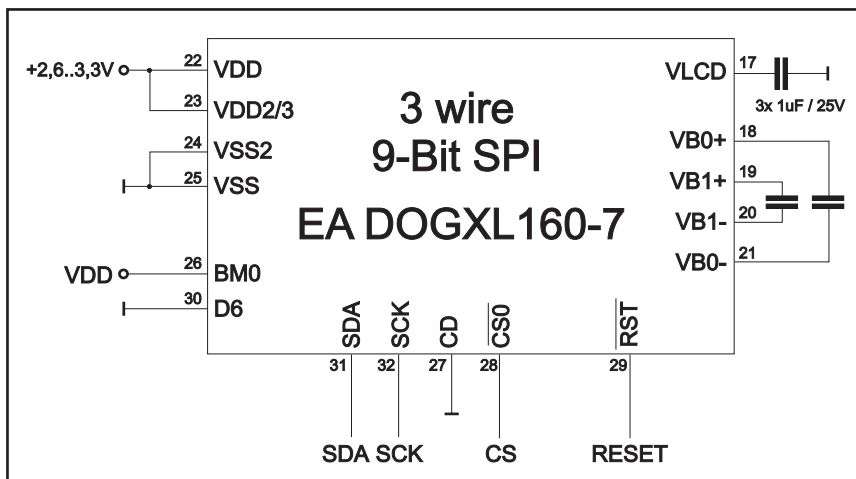 +2,6..3,3V
22 VDD
23 VDD2/3
24 VSS2
25 VSS
VDD 26 BM0
30 D6
3 wire
9-Bit SPI
EA DOGXL160-7
VLCD 17
3x 1uF / 25V
VB0+ 18
VB1+ 19
VB1- 20
VB0- 21
SDA SCK CD CS0 RST
31 32 27 28 29
SDA SCK CS RESET